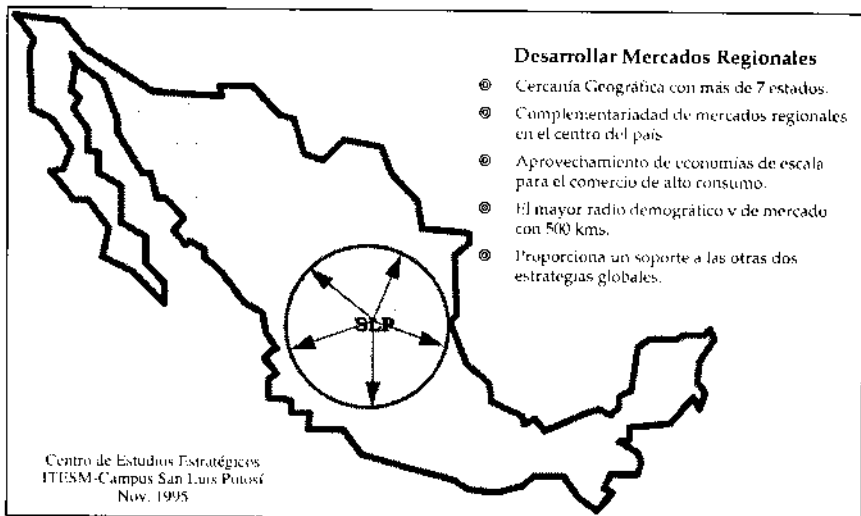 Desarrollar Mercados Regionales
Cercanía Geográfica con más de 7 estados.
Complementariadad de mercados regionales
en el centro del país
Aprovechamiento de economías de escala
para el comercio de alto consumo.
El mayor radio demográfico y de mercado
con 500 kms.
Proporciona un soporte a las otras dos
estrategias globales.
SLP
Centro de Estudios Estratégicos
ITESM-Campus San Luis Potosí
Nov. 1995